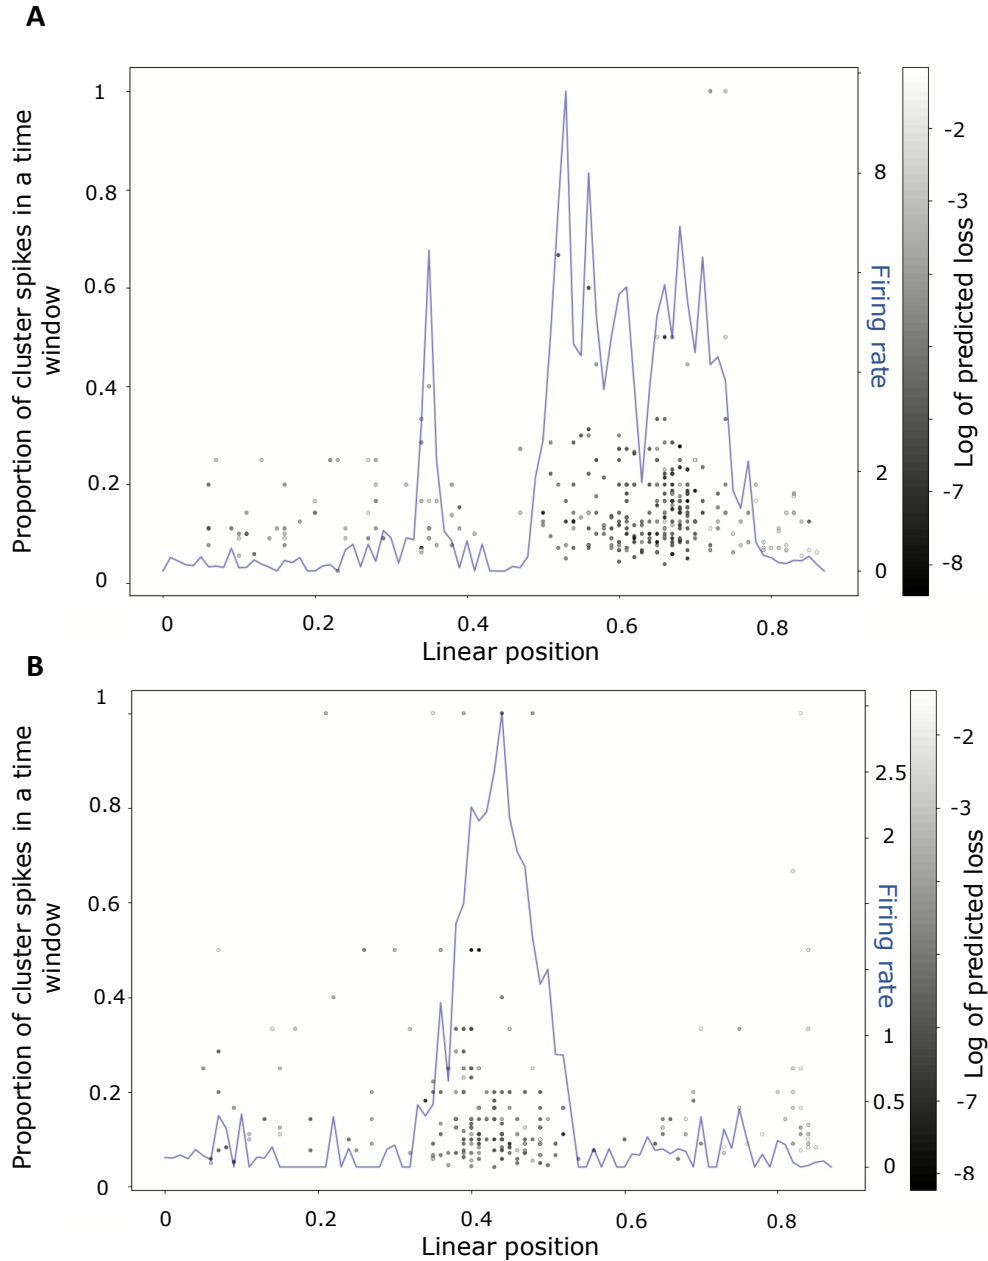 A
Proportion of cluster spikes in a time
window
1
0.8
0.6
0.4
0.2
0
0 0.2 0.4 0.6 0.8
Linear position
8
2
0
Firing rate
-2
-3
-7
-8
Log of predicted loss
B
Proportion of cluster spikes in a time
window
1
0.8
0.6
0.4
0.2
0
0 0.2 0.4 0.6 0.8
Linear position
2.5
2
1
0.5
0
Firing rate
-2
-3
-7
-8
Log of predicted loss